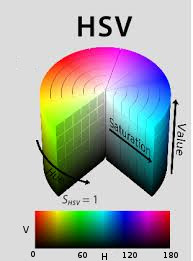 HSV
Saturation
Value
S_HSV = 1
V
0 60 H 120 180